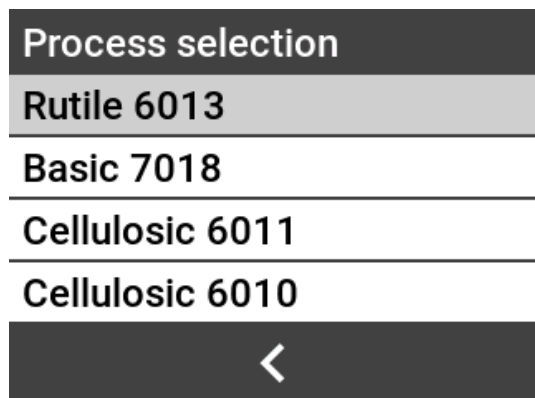 Process selection
Rutile 6013
Basic 7018
Cellulosic 6011
Cellulosic 6010